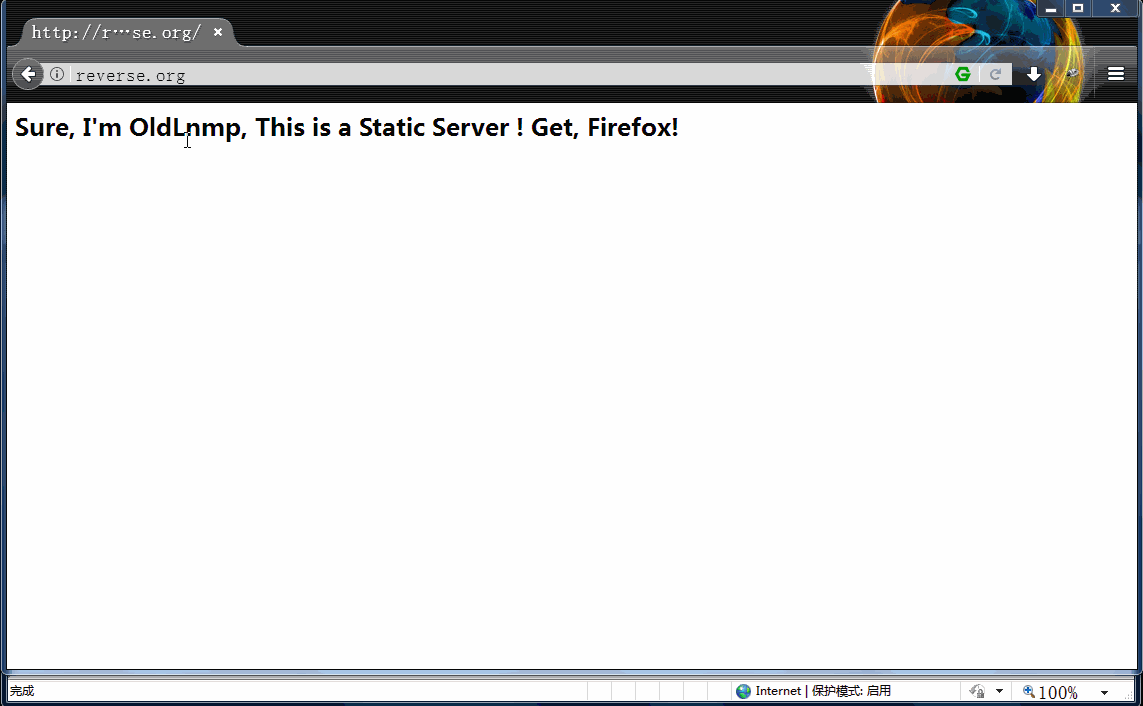 http://r…se.org/
reverse.org
Sure, I'm OldLnmp, This is a Static Server ! Get, Firefox!
完成
Internet | 保护模式: 启用
100%